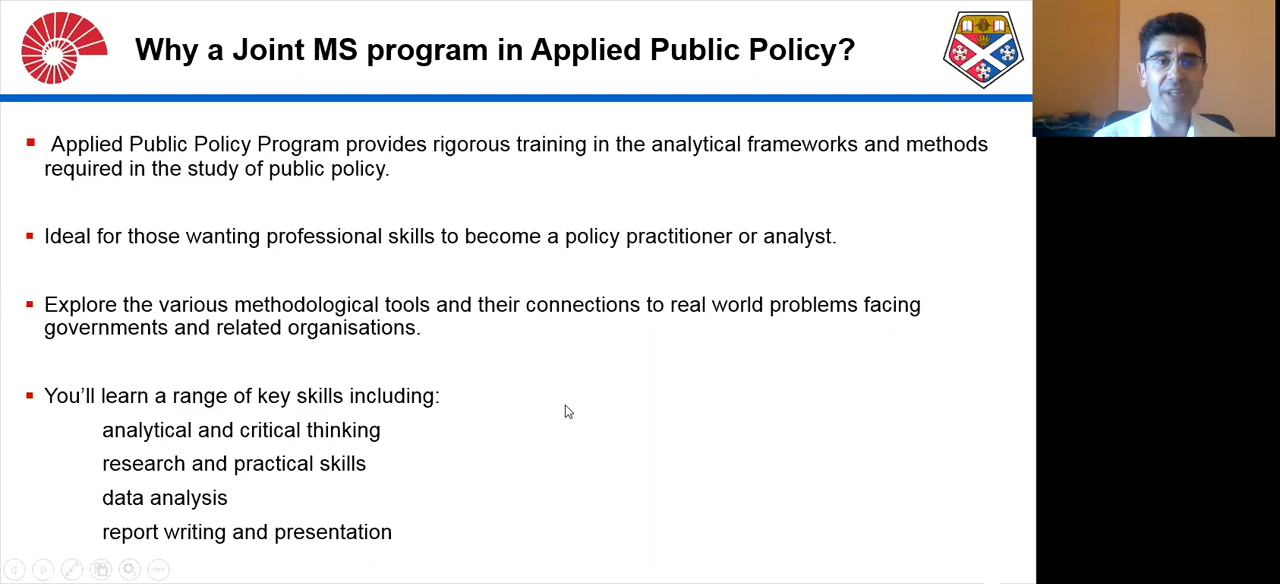 Why a Joint MS program in Applied Public Policy?
Applied Public Policy Program provides rigorous training in the analytical frameworks and methods
required in the study of public policy.
Ideal for those wanting professional skills to become a policy practitioner or analyst.
Explore the various methodological tools and their connections to real world problems facing
governments and related organisations.
You’ll learn a range of key skills including:
analytical and critical thinking
research and practical skills
data analysis
report writing and presentation